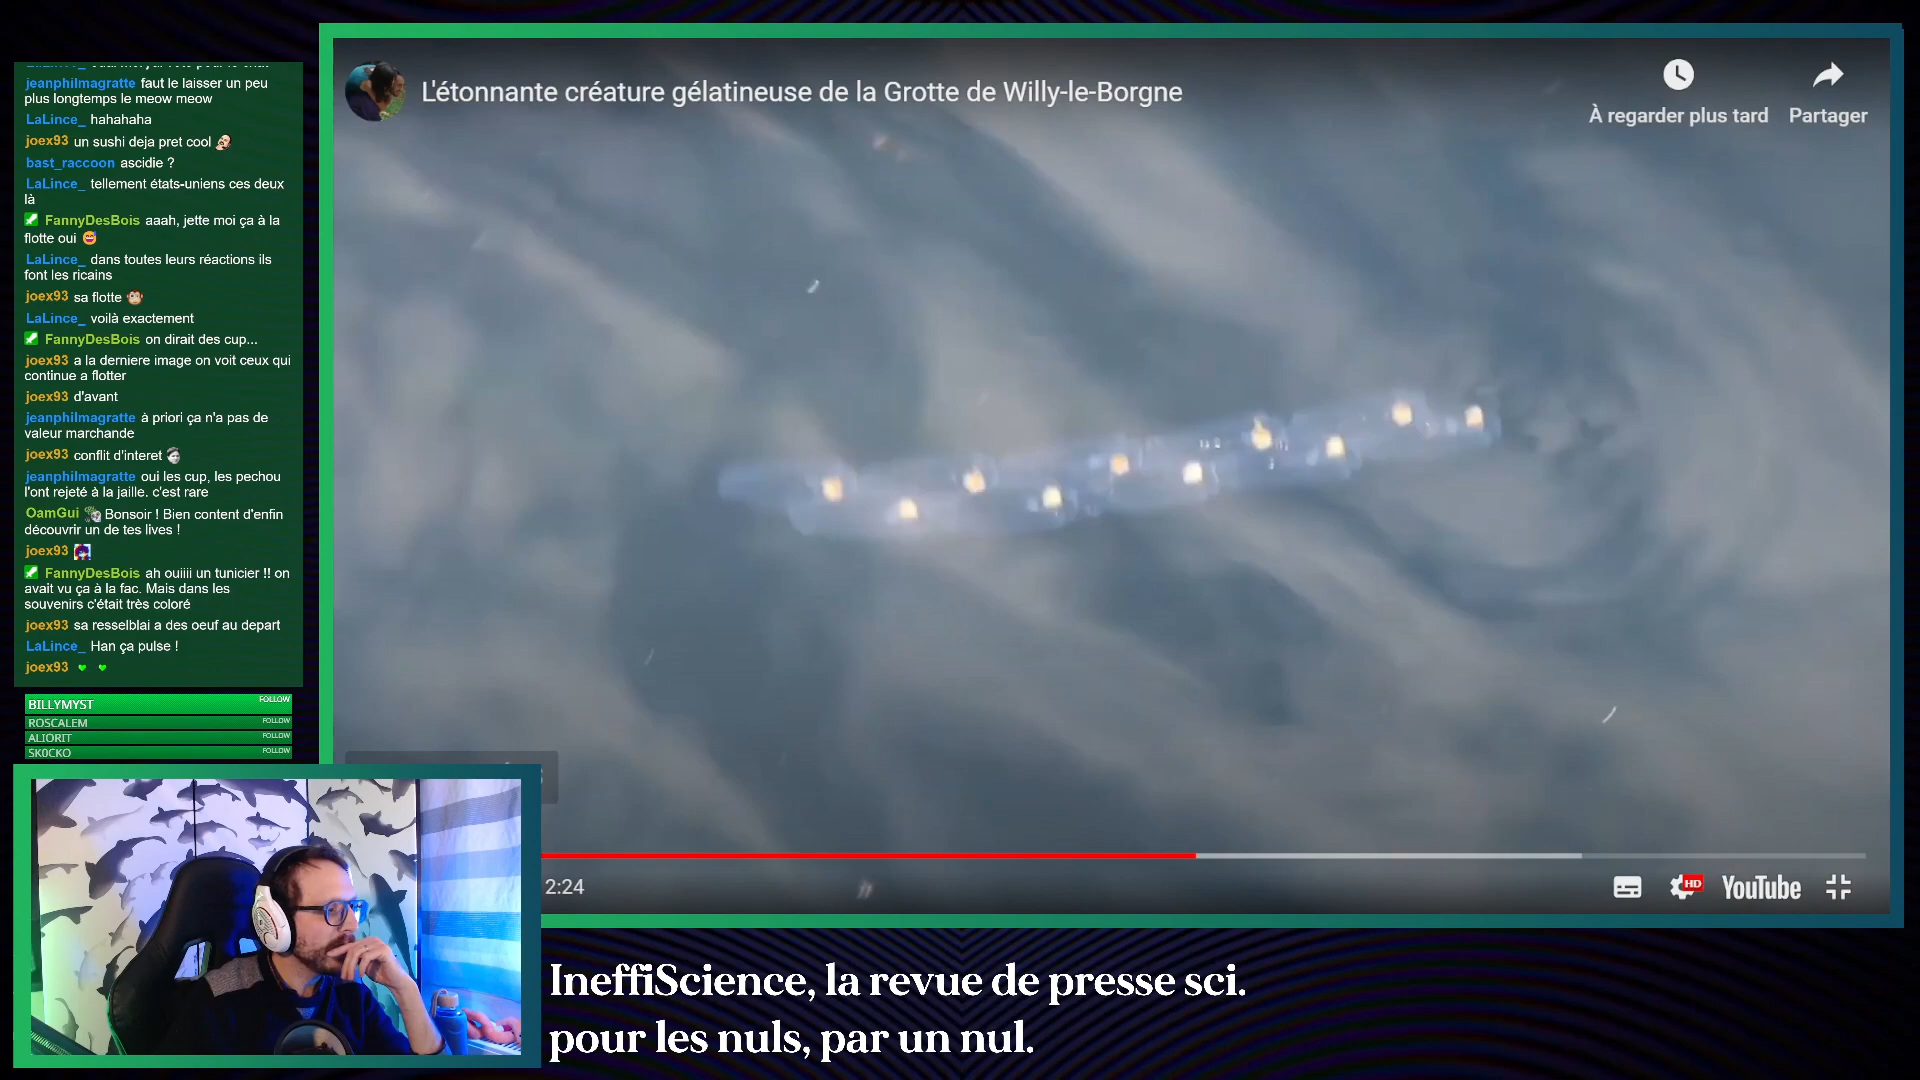 jeanphilmagratte faut le laisser un peu
plus longtemps le meow meow
LaLince_ hahahaha
joex93 un sushi deja pret cool
bast_raccoon ascidie ?
LaLince_ tellement états-uniens ces deux
là
FannyDesBois aaah, jette moi ça à la
flotte oui
LaLince_ dans toutes leurs réactions ils
font les ricains
joex93 sa flotte
LaLince_ voilà exactement
FannyDesBois on dirait des cup...
joex93 a la derniere image on voit ceux qui
continue a flotter
joex93 d'avant
jeanphilmagratte à priori ça n'a pas de
valeur marchande
joex93 conflit d'interet
jeanphilmagratte oui les cup, les pechou
l'ont rejeté à la jaille. c'est rare
OamGui Bonsoir ! Bien content d'enfin
découvrir un de tes lives !
joex93
FannyDesBois ah ouiiii un tunicier !! on
avait vu ça à la fac. Mais dans les
souvenirs c'était très coloré
joex93 sa resselblai a des oeuf au depart
LaLince_ Han ça pulse !
joex93
BILLYMYST FOLLOW
ROSCALEM FOLLOW
ALIORIT FOLLOW
SK0CKO FOLLOW
L'étonnante créature gélatineuse de la Grotte de Willy-le-Borgne
À regarder plus tard
Partager
2:24
HD
YouTube
IneffiScience, la revue de presse sci.
pour les nuls, par un nul.